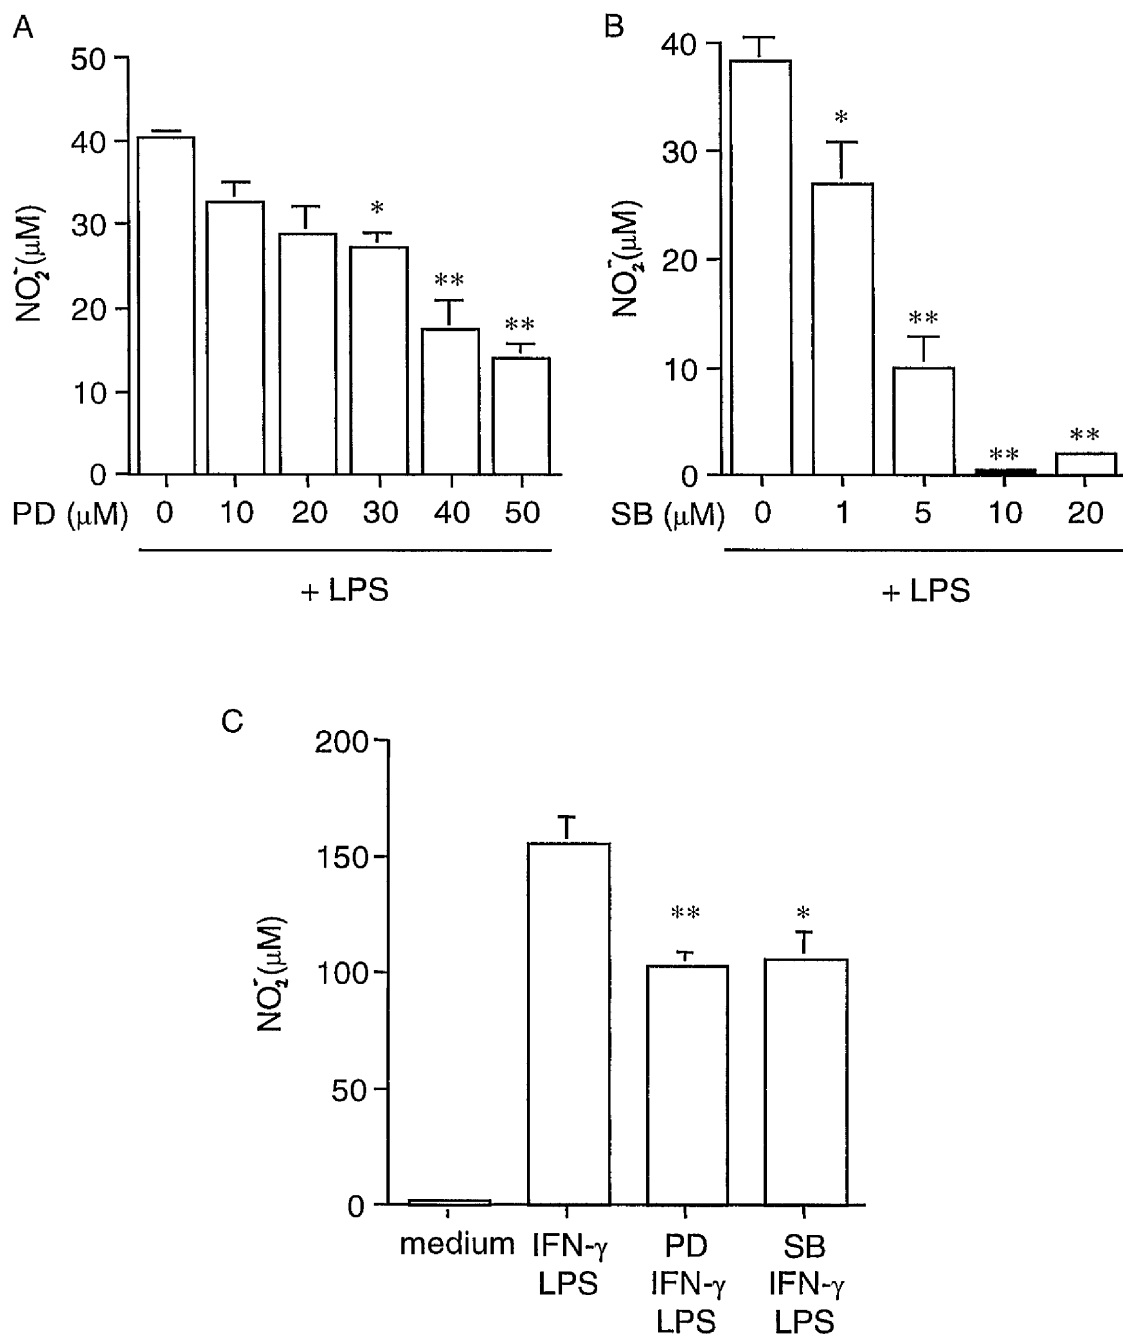 A
50
40
30
20
10
0
NO₂⁻(μM)
*
**
**
PD (μM) 0 10 20 30 40 50
+ LPS
B
40
30
20
10
0
NO₂⁻(μM)
*
**
**
**
SB (μM) 0 1 5 10 20
+ LPS
C
200
150
100
50
0
NO₂⁻(μM)
**
*
medium IFN-γ PD SB
LPS IFN-γ IFN-γ
LPS LPS